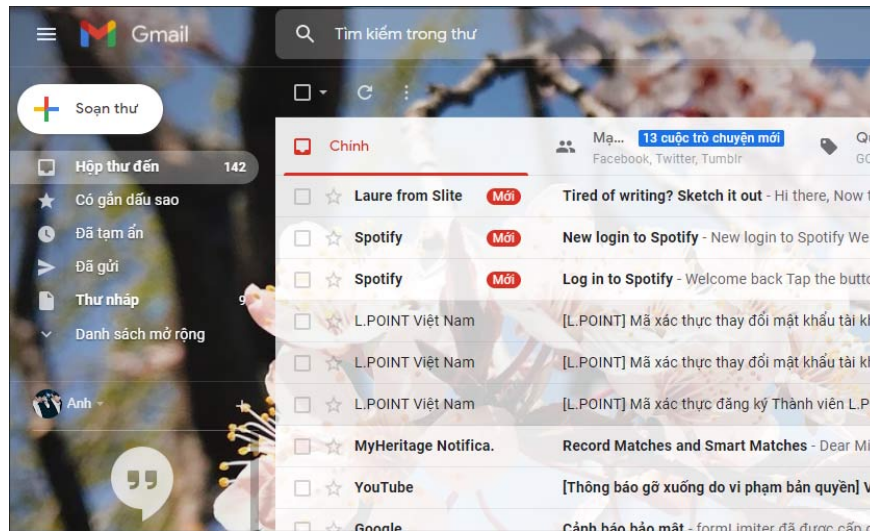 Gmail
Tìm kiếm trong thư
Soạn thư
Hộp thư đến 142
Có gắn dấu sao
Đã tạm ẩn
Đã gửi
Thư nháp 9
Danh sách mở rộng
Anh
Chính
Mạ... 13 cuộc trò chuyện mới
Facebook, Twitter, Tumblr
Laure from Slite Mới Tired of writing? Sketch it out - Hi there, Now
Spotify Mới New login to Spotify - New login to Spotify We
Spotify Mới Log in to Spotify - Welcome back Tap the butto
L.POINT Việt Nam [L.POINT] Mã xác thực thay đổi mật khẩu tài
L.POINT Việt Nam [L.POINT] Mã xác thực thay đổi mật khẩu tài
L.POINT Việt Nam [L.POINT] Mã xác thực đăng ký Thành viên L.P
MyHeritage Notifica. Record Matches and Smart Matches - Dear Mi
YouTube [Thông báo gỡ xuống do vi phạm bản quyền] V
Google Cảnh báo bảo mật - formLimiter đã được cấp